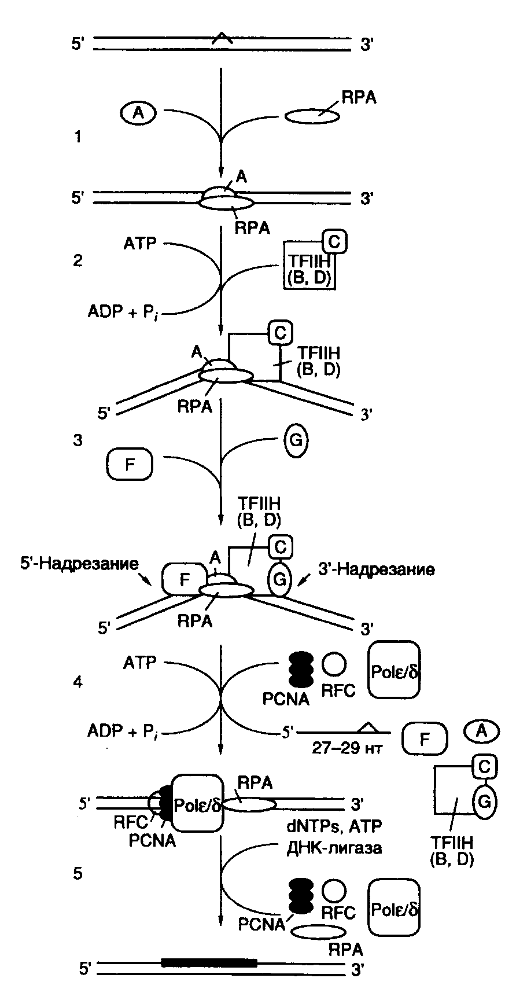 5' 3'
A RPA
1
A
5' 3'
RPA
ATP C
2 TFIIH
(B, D)
ADP + Pi
C
A TFIIH
(B, D)
RPA
5' 3'
3 G
F
TFIIH
(B, D)
C
5'-Надрезание A 3'-Надрезание
F G
RPA
5' 3'
ATP Polε/δ
4 PCNA RFC
ADP + Pi 5' F A
27–29 нт
C
RPA
5' Polε/δ 3' G
RFC dNTPs, ATP
PCNA TFIIH
ДНК-лигаза (B, D)
5
PCNA RFC Polε/δ
RPA
5' 3'